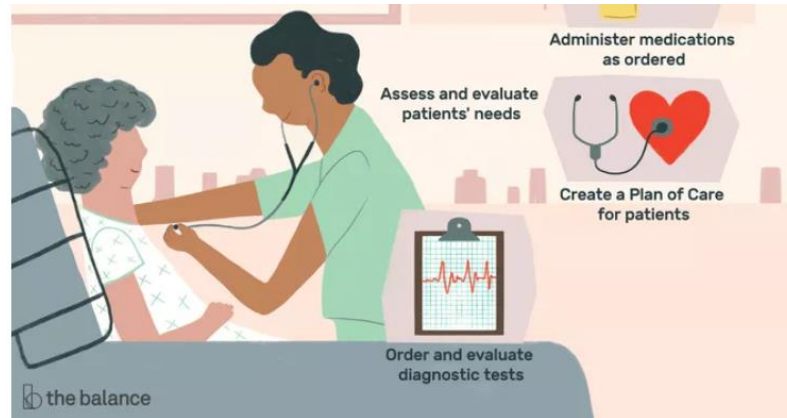 Administer medications
as ordered
Assess and evaluate
patients' needs
Create a Plan of Care
for patients
Order and evaluate
diagnostic tests
the balance